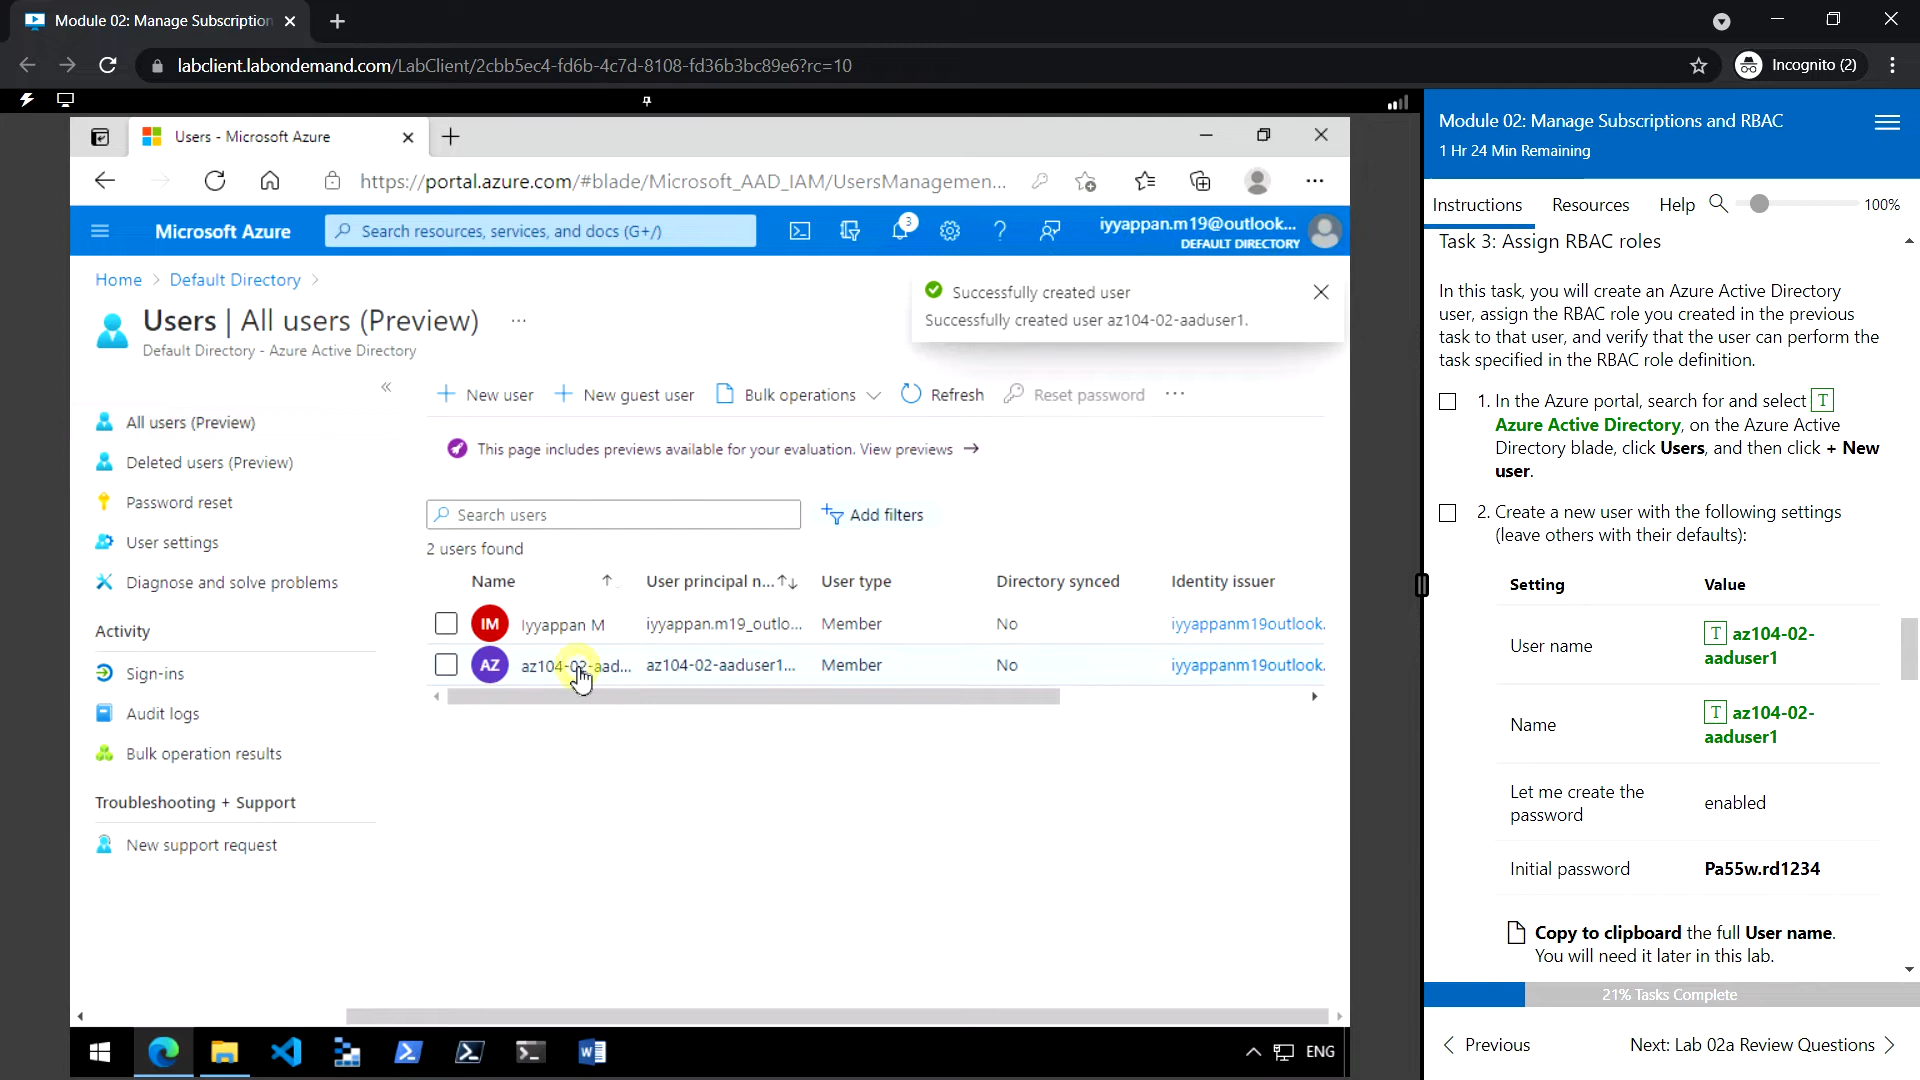 Module 02: Manage Subscription
labclient.labondemand.com/LabClient/2cbb5ec4-fd6b-4c7d-8108-fd36b3bc89e6?rc=10
Incognito (2)
Users - Microsoft Azure
https://portal.azure.com/#blade/Microsoft_AAD_IAM/UsersManagemen...
Microsoft Azure
Search resources, services, and docs (G+/)
3
iyyappan.m19@outlook...
DEFAULT DIRECTORY
Home > Default Directory >
Users | All users (Preview) ...
Default Directory - Azure Active Directory
Successfully created user
Successfully created user az104-02-aaduser1.
New user
New guest user
Bulk operations
Refresh
Reset password
This page includes previews available for your evaluation. View previews →
All users (Preview)
Deleted users (Preview)
Password reset
User settings
Diagnose and solve problems
Activity
Sign-ins
Audit logs
Bulk operation results
Troubleshooting + Support
New support request
Search users
Add filters
2 users found
Name
User principal n...
User type
Directory synced
Identity issuer
IM Iyyappan M iyyappan.m19_outlo... Member No iyyappanm19outlook.
AZ az104-02-aad... az104-02-aaduser1... Member No iyyappanm19outlook.
ENG
Module 02: Manage Subscriptions and RBAC
1 Hr 24 Min Remaining
Instructions Resources Help 100%
Task 3: Assign RBAC roles
In this task, you will create an Azure Active Directory
user, assign the RBAC role you created in the previous
task to that user, and verify that the user can perform the
task specified in the RBAC role definition.
1. In the Azure portal, search for and select T
Azure Active Directory, on the Azure Active
Directory blade, click Users, and then click + New
user.
2. Create a new user with the following settings
(leave others with their defaults):
Setting Value
User name T az104-02-
aaduser1
Name T az104-02-
aaduser1
Let me create the
password enabled
Initial password Pa55w.rd1234
Copy to clipboard the full User name.
You will need it later in this lab.
21% Tasks Complete
Previous
Next: Lab 02a Review Questions